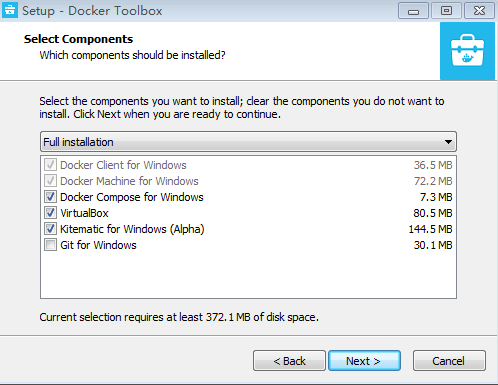 Setup - Docker Toolbox
Select Components
Which components should be installed?
Select the components you want to install; clear the components you do not want to
install. Click Next when you are ready to continue.
Full installation
Docker Client for Windows 36.5 MB
Docker Machine for Windows 72.2 MB
Docker Compose for Windows 7.3 MB
VirtualBox 80.5 MB
Kitematic for Windows (Alpha) 144.5 MB
Git for Windows 30.1 MB
Current selection requires at least 372.1 MB of disk space.
< Back Next > Cancel